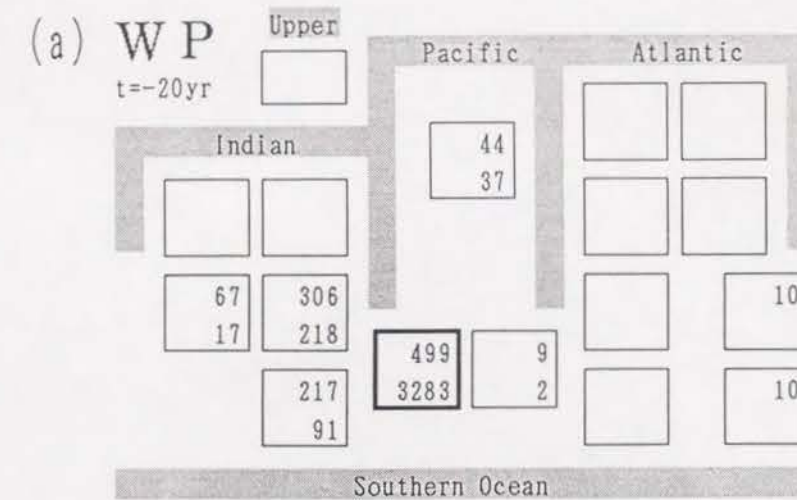 (a) WP
t=-20yr
Upper
Pacific
Atlantic
Indian
44
37
67
17
306
218
217
91
499
3283
9
2
10
10
Southern Ocean